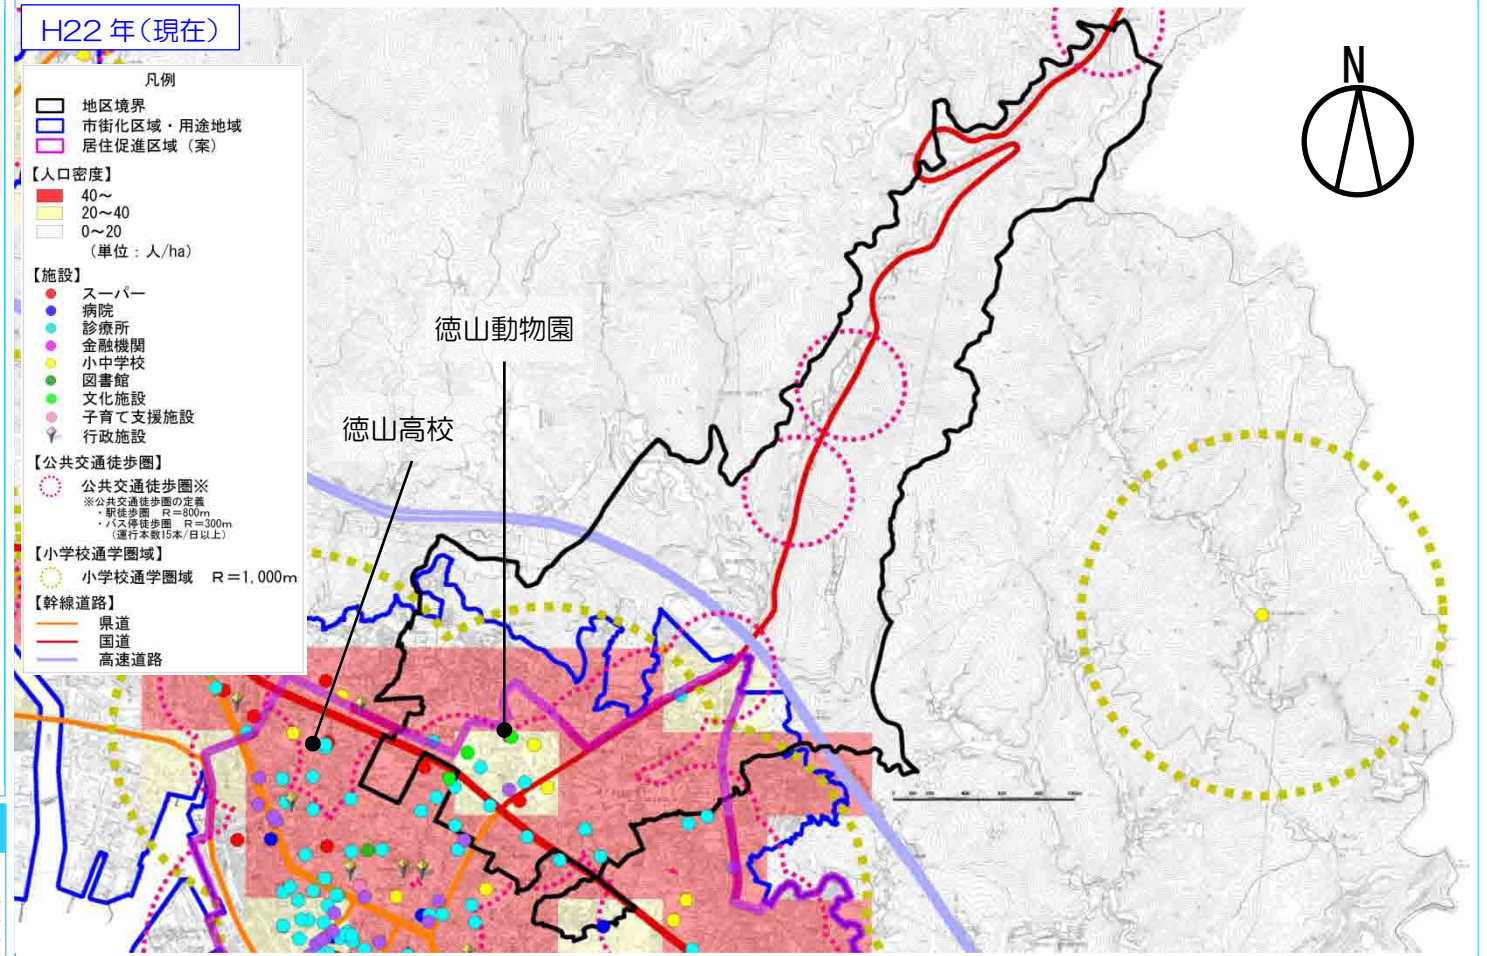 H22年(現在)
凡例
地区境界
市街化区域・用途地域
居住促進区域（案）
【人口密度】
40～
20～40
0～20
（単位：人/ha）
【施設】
スーパー
病院
診療所
金融機関
小中学校
図書館
文化施設
子育て支援施設
行政施設
【公共交通徒歩圏】
公共交通徒歩圏※
※公共交通徒歩圏の定義
・駅徒歩圏 R＝800m
・バス停徒歩圏 R＝300m
（運行本数15本/日以上）
【小学校通学圏域】
小学校通学圏域 R＝1,000m
【幹線道路】
県道
国道
高速道路
徳山動物園
徳山高校
N